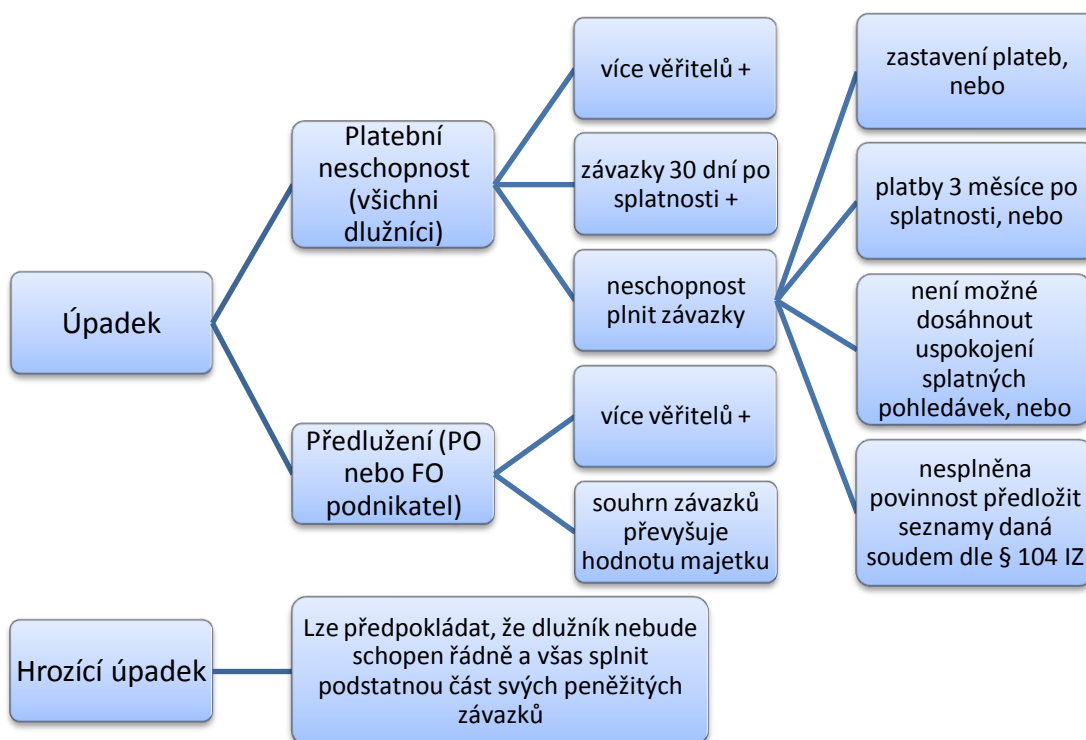 Úpadek
Platební
neschopnost
(všichni
dlužníci)
více věřitelů +
závazky 30 dní po
splatnosti +
neschopnost
plnit závazky
zastavení plateb,
nebo
platby 3 měsíce po
splatnosti, nebo
není možné
dosáhnout
uspokojení
splatných
pohledávek, nebo
nesplněna
povinnost předložit
seznamy daná
soudem dle § 104 IZ
Předlužení (PO
nebo FO
podnikatel)
více věřitelů +
souhrn závazků
převyšuje
hodnotu majetku
Hrozící úpadek
Lze předpokládat, že dlužník nebude
schopen řádně a všas splnit
podstatnou část svých peněžitých
závazků